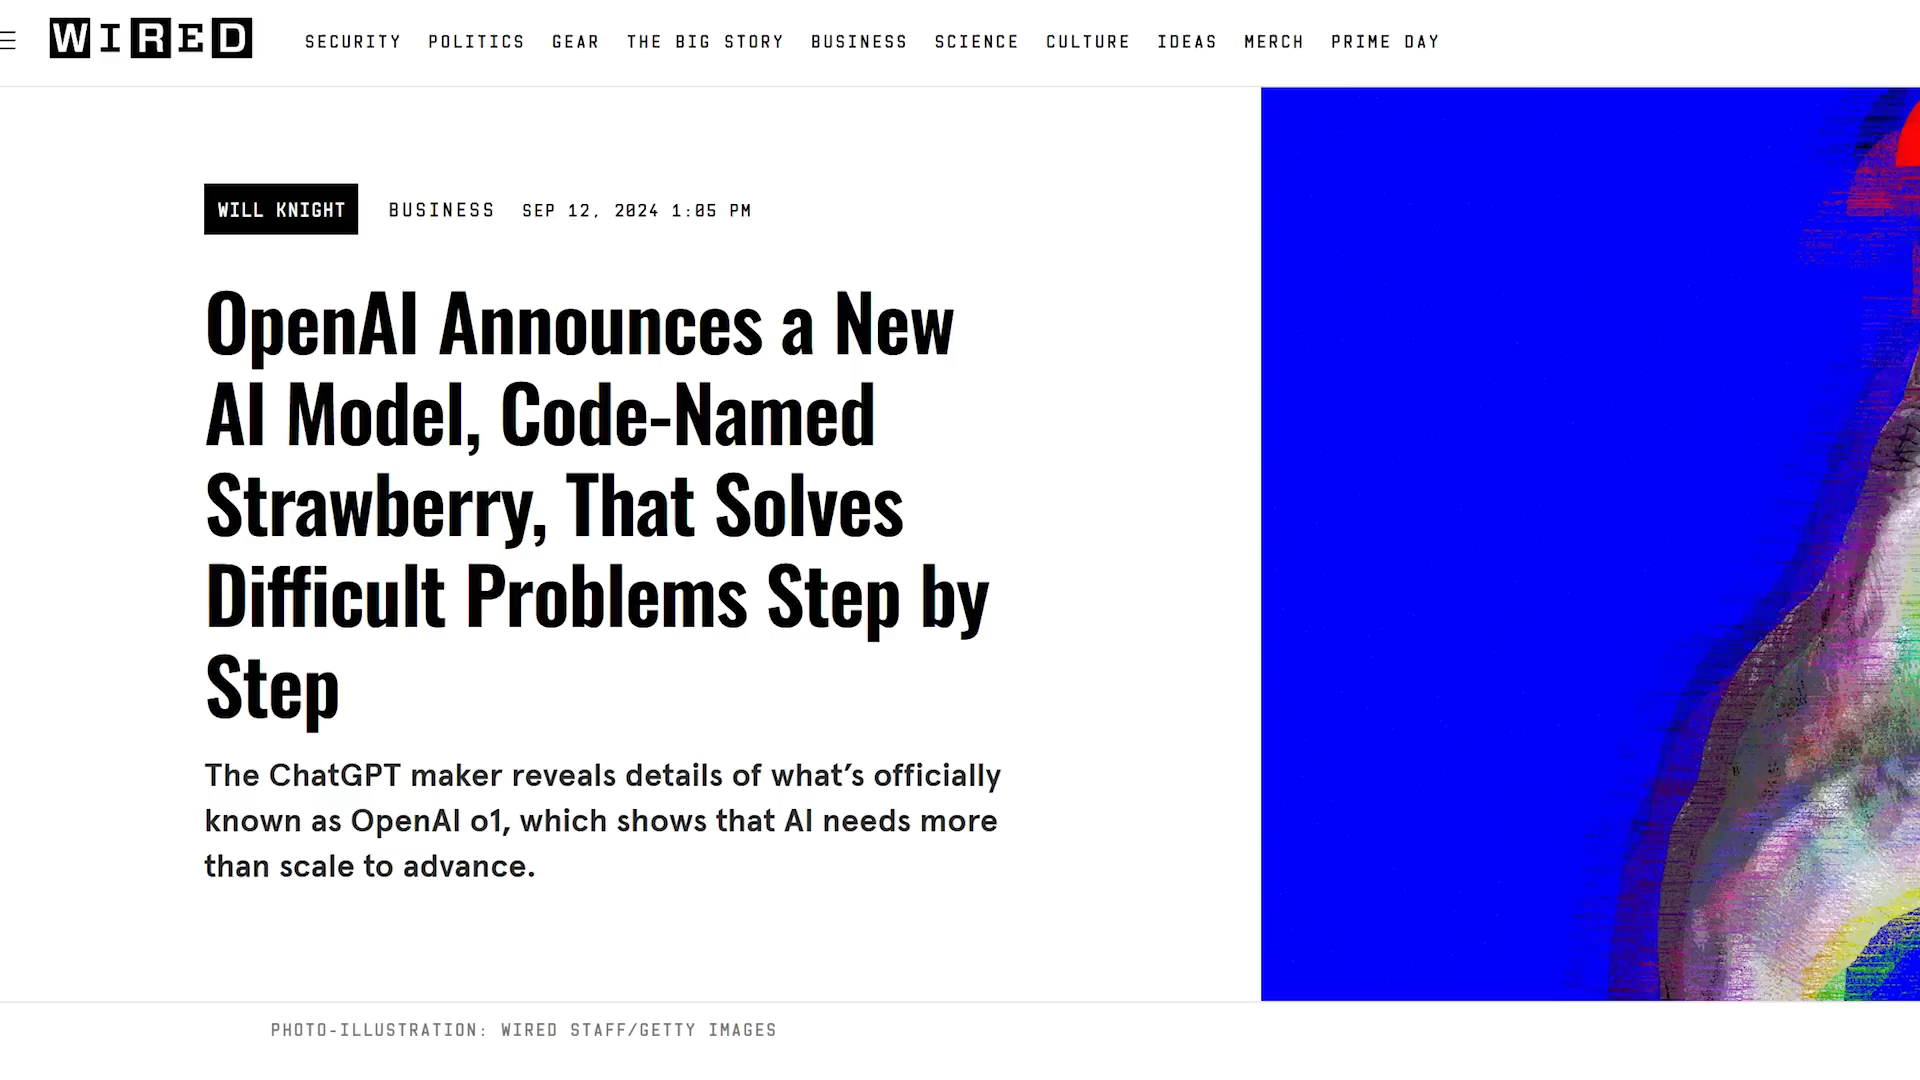 WIRED
SECURITY POLITICS GEAR THE BIG STORY BUSINESS SCIENCE CULTURE IDEAS MERCH PRIME DAY
WILL KNIGHT BUSINESS SEP 12, 2024 1:05 PM
OpenAI Announces a New
AI Model, Code-Named
Strawberry, That Solves
Difficult Problems Step by
Step
The ChatGPT maker reveals details of what’s officially
known as OpenAI o1, which shows that AI needs more
than scale to advance.
PHOTO-ILLUSTRATION: WIRED STAFF/GETTY IMAGES